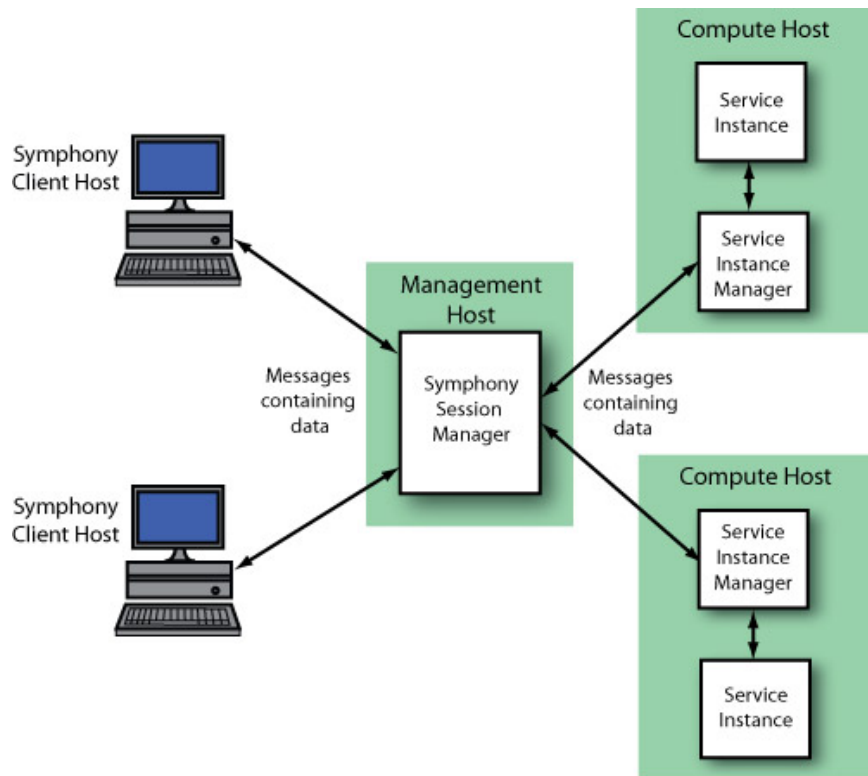 Symphony
Client Host
Symphony
Client Host
Messages
containing
data
Management
Host
Symphony
Session
Manager
Messages
containing
data
Compute Host
Service
Instance
Service
Instance
Manager
Compute Host
Service
Instance
Manager
Service
Instance